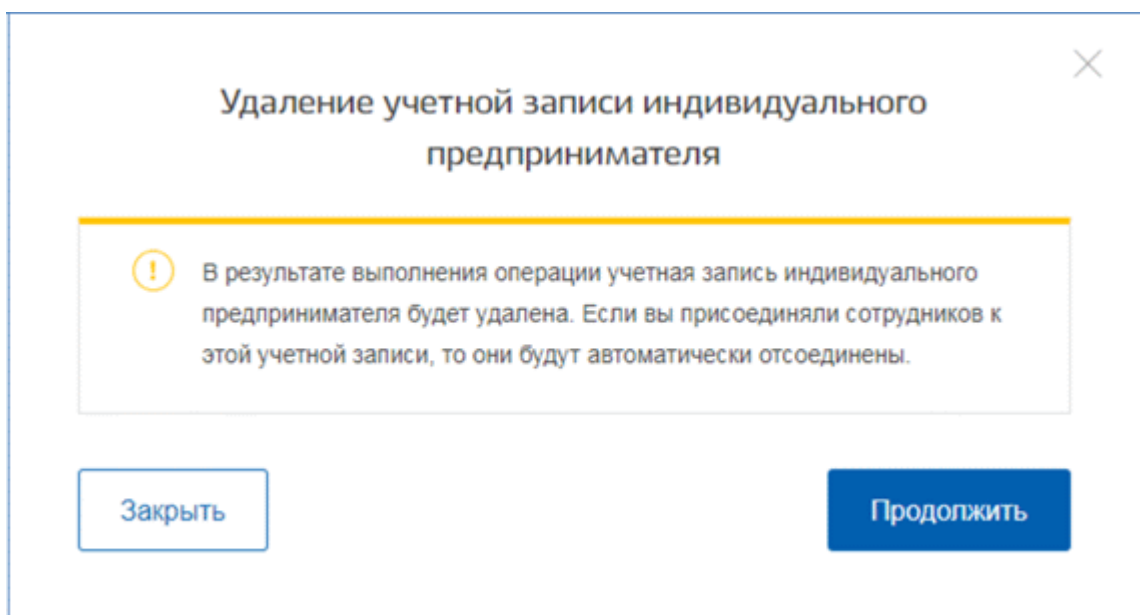 Удаление учетной записи индивидуального
предпринимателя
В результате выполнения операции учетная запись индивидуального
предпринимателя будет удалена. Если вы присоединяли сотрудников к
этой учетной записи, то они будут автоматически отсоединены.
Закрыть
Продолжить